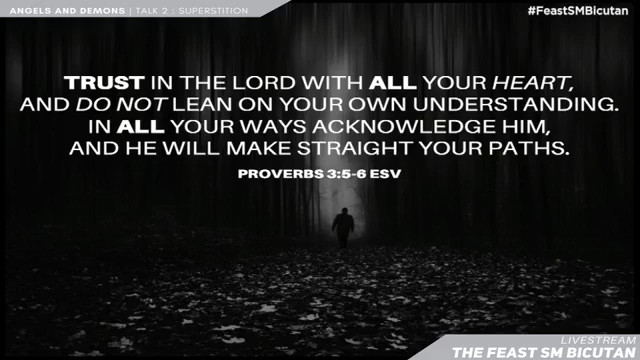 ANGELS AND DEMONS | TALK 2 : SUPERSTITION
#FeastSMBicutan
TRUST IN THE LORD WITH ALL YOUR HEART,
AND DO NOT LEAN ON YOUR OWN UNDERSTANDING.
IN ALL YOUR WAYS ACKNOWLEDGE HIM,
AND HE WILL MAKE STRAIGHT YOUR PATHS.
PROVERBS 3:5-6 ESV
LIVESTREAM
THE FEAST SM BICUTAN